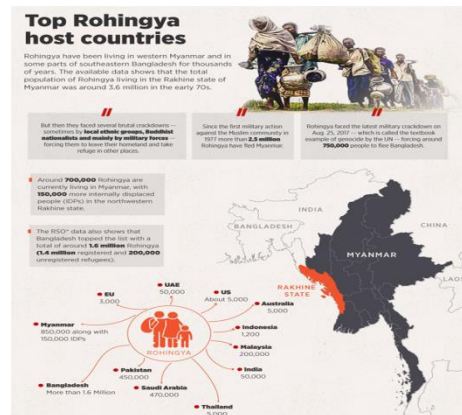 Top Rohingya
host countries
Rohingya have been living in western Myanmar and in
some parts of southeastern Bangladesh for thousands
of years. The available data shows that the total
population of Rohingya living in the Rakhine state of
Myanmar was around 3.6 million in the early 70s.
But then they faced several brutal crackdowns —
sometimes by local ethnic groups, Buddhist
nationalists and mainly by military forces —
forcing them to leave their homeland and take
refuge in other places.
Since the first military action
against the Muslim community in
1977 more than 2.5 million
Rohingya have fled Myanmar.
Rohingya faced the latest military crackdown on
Aug. 25, 2017 — which is called the textbook
example of genocide by the UN — forcing around
750,000 people to flee Bangladesh.
Around 700,000 Rohingya are
currently living in Myanmar, with
150,000 more internally displaced
people (IDPs) in the northwestern
Rakhine state.
The RSO* data also shows that
Bangladesh topped the list with a
total of around 1.6 million Rohingya
(1.4 million registered and 200,000
unregistered refugees).
INDIA
BANGLADESH
CHINA
MYANMAR
LAOS
RAKHINE
STATE
EU
3,000
UAE
50,000
US
About 5,000
Australia
5,000
Indonesia
1,200
Malaysia
200,000
India
50,000
Thailand
5,000
Saudi Arabia
470,000
Pakistan
450,000
Bangladesh
More than 1.6 Million
Myanmar
850,000 along with
150,000 IDPs
ROHINGYA